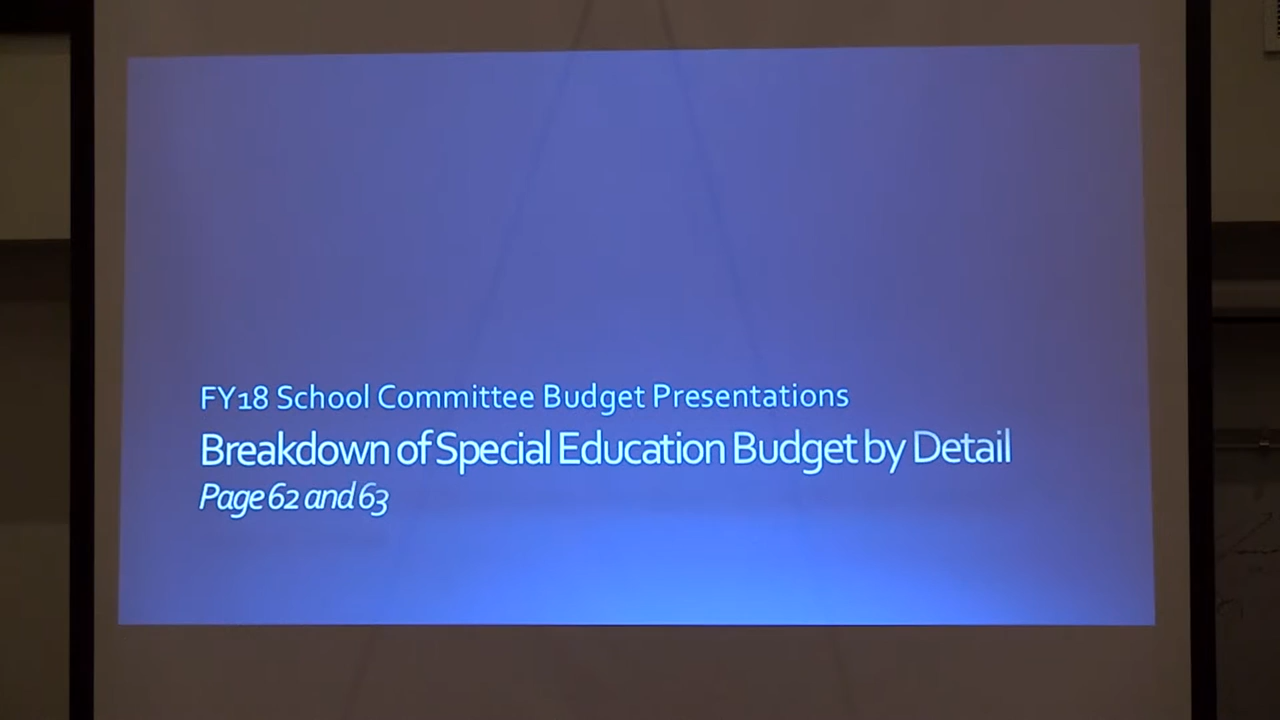 FY18 School Committee Budget Presentations
Breakdown of Special Education Budget by Detail
Page 62 and 63